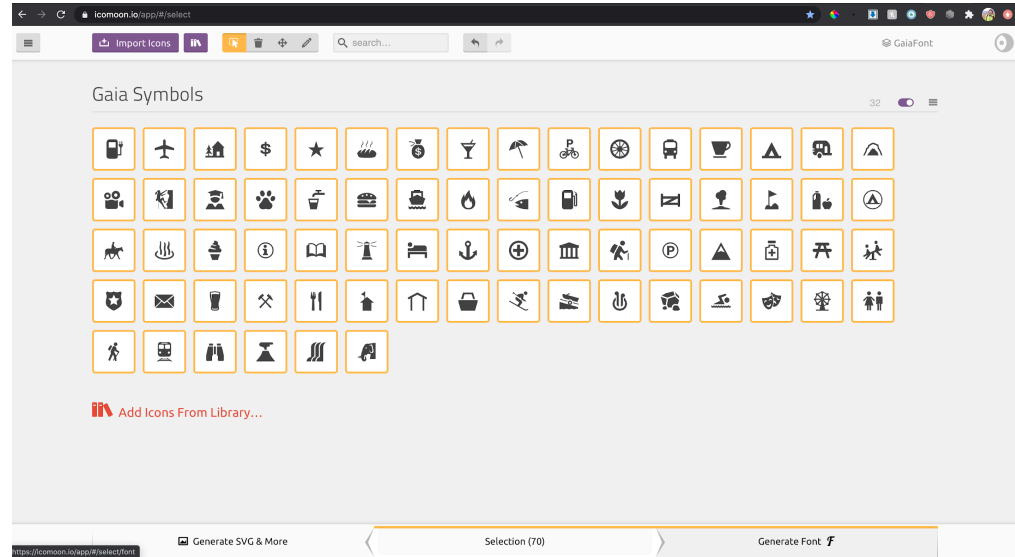 icomoon.io/app/#/select
Import Icons
search...
GaiaFont
Gaia Symbols
32
Add Icons From Library...
Generate SVG & More
Selection (70)
Generate Font
https://icomoon.io/app/#/select/font